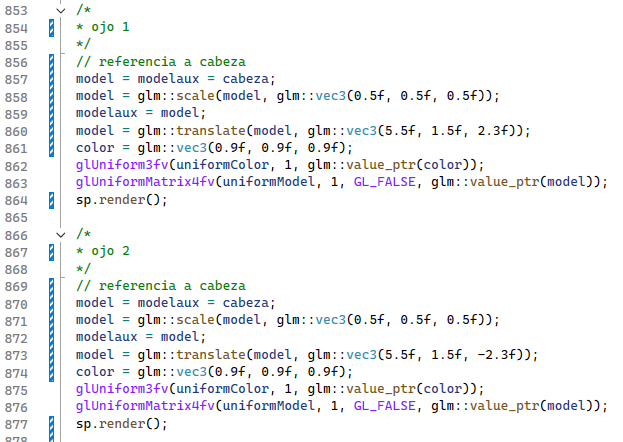 853 /*
854 * ojo 1
855 */
856 // referencia a cabeza
857 model = modelaux = cabeza;
858 model = glm::scale(model, glm::vec3(0.5f, 0.5f, 0.5f));
859 modelaux = model;
860 model = glm::translate(model, glm::vec3(5.5f, 1.5f, 2.3f));
861 color = glm::vec3(0.9f, 0.9f, 0.9f);
862 glUniform3fv(uniformColor, 1, glm::value_ptr(color));
863 glUniformMatrix4fv(uniformModel, 1, GL_FALSE, glm::value_ptr(model));
864 sp.render();
865
866 /*
867 * ojo 2
868 */
869 // referencia a cabeza
870 model = modelaux = cabeza;
871 model = glm::scale(model, glm::vec3(0.5f, 0.5f, 0.5f));
872 modelaux = model;
873 model = glm::translate(model, glm::vec3(5.5f, 1.5f, -2.3f));
874 color = glm::vec3(0.9f, 0.9f, 0.9f);
875 glUniform3fv(uniformColor, 1, glm::value_ptr(color));
876 glUniformMatrix4fv(uniformModel, 1, GL_FALSE, glm::value_ptr(model));
877 sp.render();
878